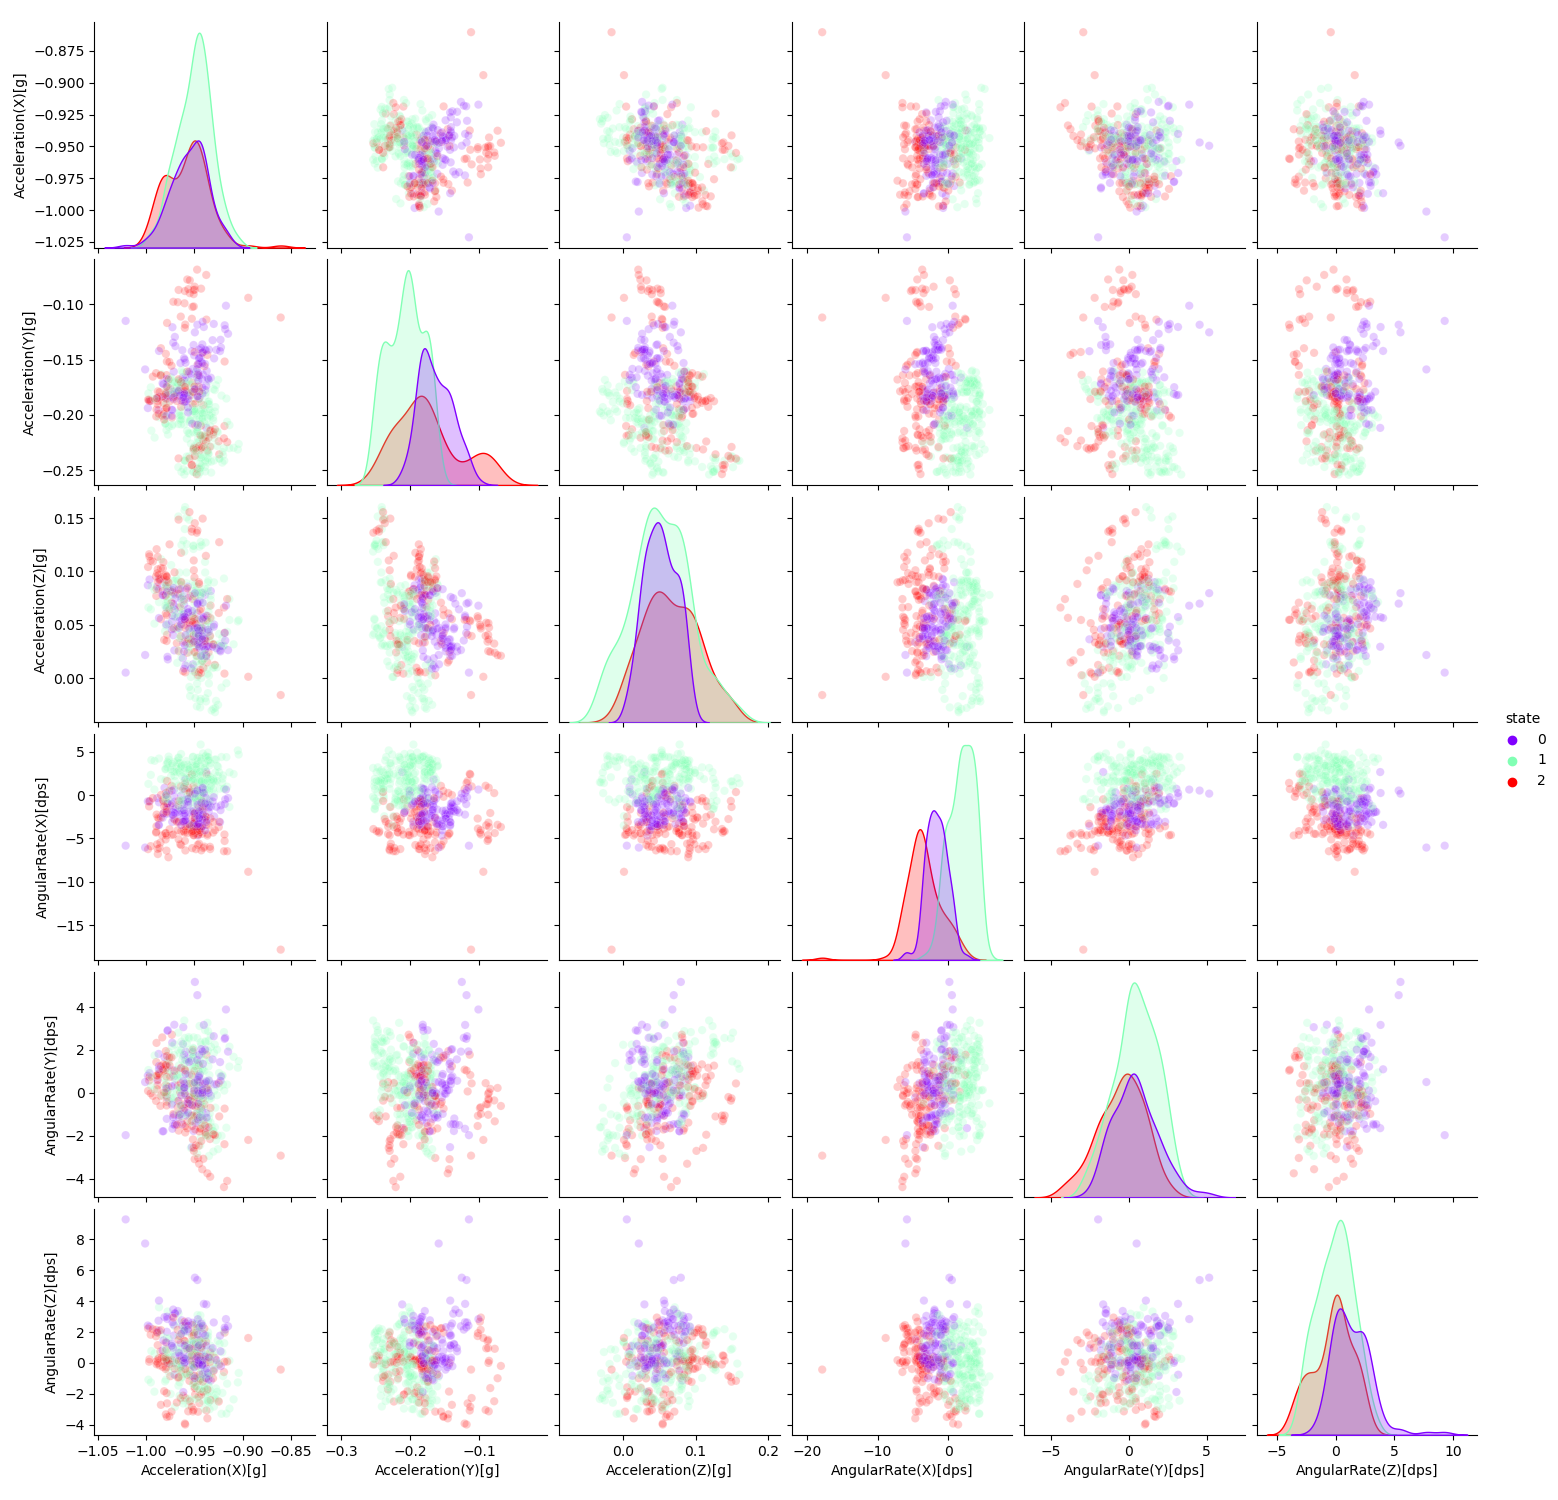 Acceleration(X)[g]
−0.875
−0.900
−0.925
−0.950
−0.975
−1.000
−1.025
Acceleration(Y)[g]
−0.10
−0.15
−0.20
−0.25
Acceleration(Z)[g]
0.15
0.10
0.05
0.00
AngularRate(X)[dps]
5
0
−5
−10
−15
AngularRate(Y)[dps]
4
2
0
−2
−4
AngularRate(Z)[dps]
8
6
4
2
0
−2
−4
−1.05 −1.00 −0.95 −0.90 −0.85
Acceleration(X)[g]
−0.3 −0.2 −0.1
Acceleration(Y)[g]
0.0 0.1 0.2
Acceleration(Z)[g]
−20 −10 0
AngularRate(X)[dps]
−5 0 5
AngularRate(Y)[dps]
−5 0 5 10
AngularRate(Z)[dps]
state
0
1
2